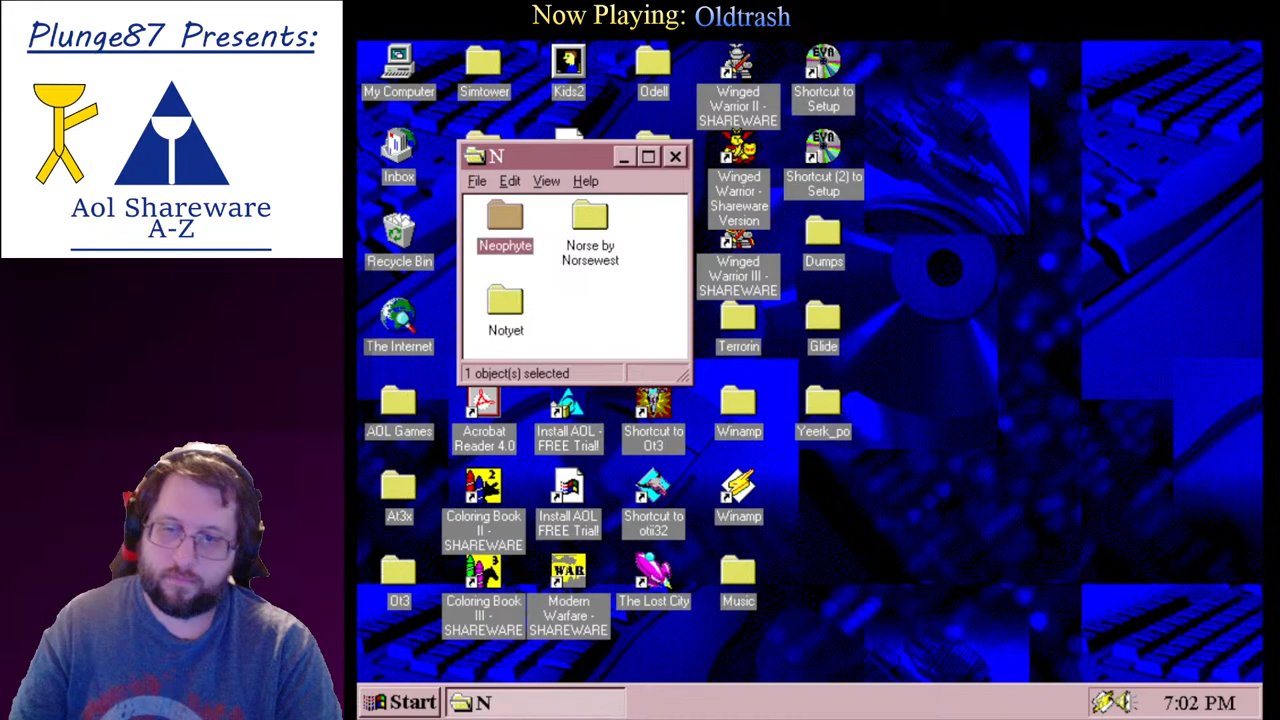 Now Playing: Oldtrash
Plunge87 Presents:
Aol Shareware
A-Z
My Computer
Simtower
Kids2
Odell
Winged
Warrior II -
SHAREWARE
Shortcut to
Setup
N
File Edit View Help
Neophyte
Norse by
Norsewest
Notyet
1 object(s) selected
Inbox
Winged
Warrior -
Shareware
Version
Shortcut (2) to
Setup
Recycle Bin
Winged
Warrior III -
SHAREWARE
Dumps
The Internet
Terrorin
Glide
AOL Games
Acrobat
Reader 4.0
Install AOL -
FREE Trial!
Shortcut to
Ot3
Winamp
Yeerk_po
At3x
2
Coloring Book
II -
SHAREWARE
Install AOL
FREE Trial!
Shortcut to
otii32
Winamp
Ot3
3
Coloring Book
III -
SHAREWARE
WAR
Modern
Warfare -
SHAREWARE
The Lost City
Music
EVA
EVA
Start
N
7:02 PM